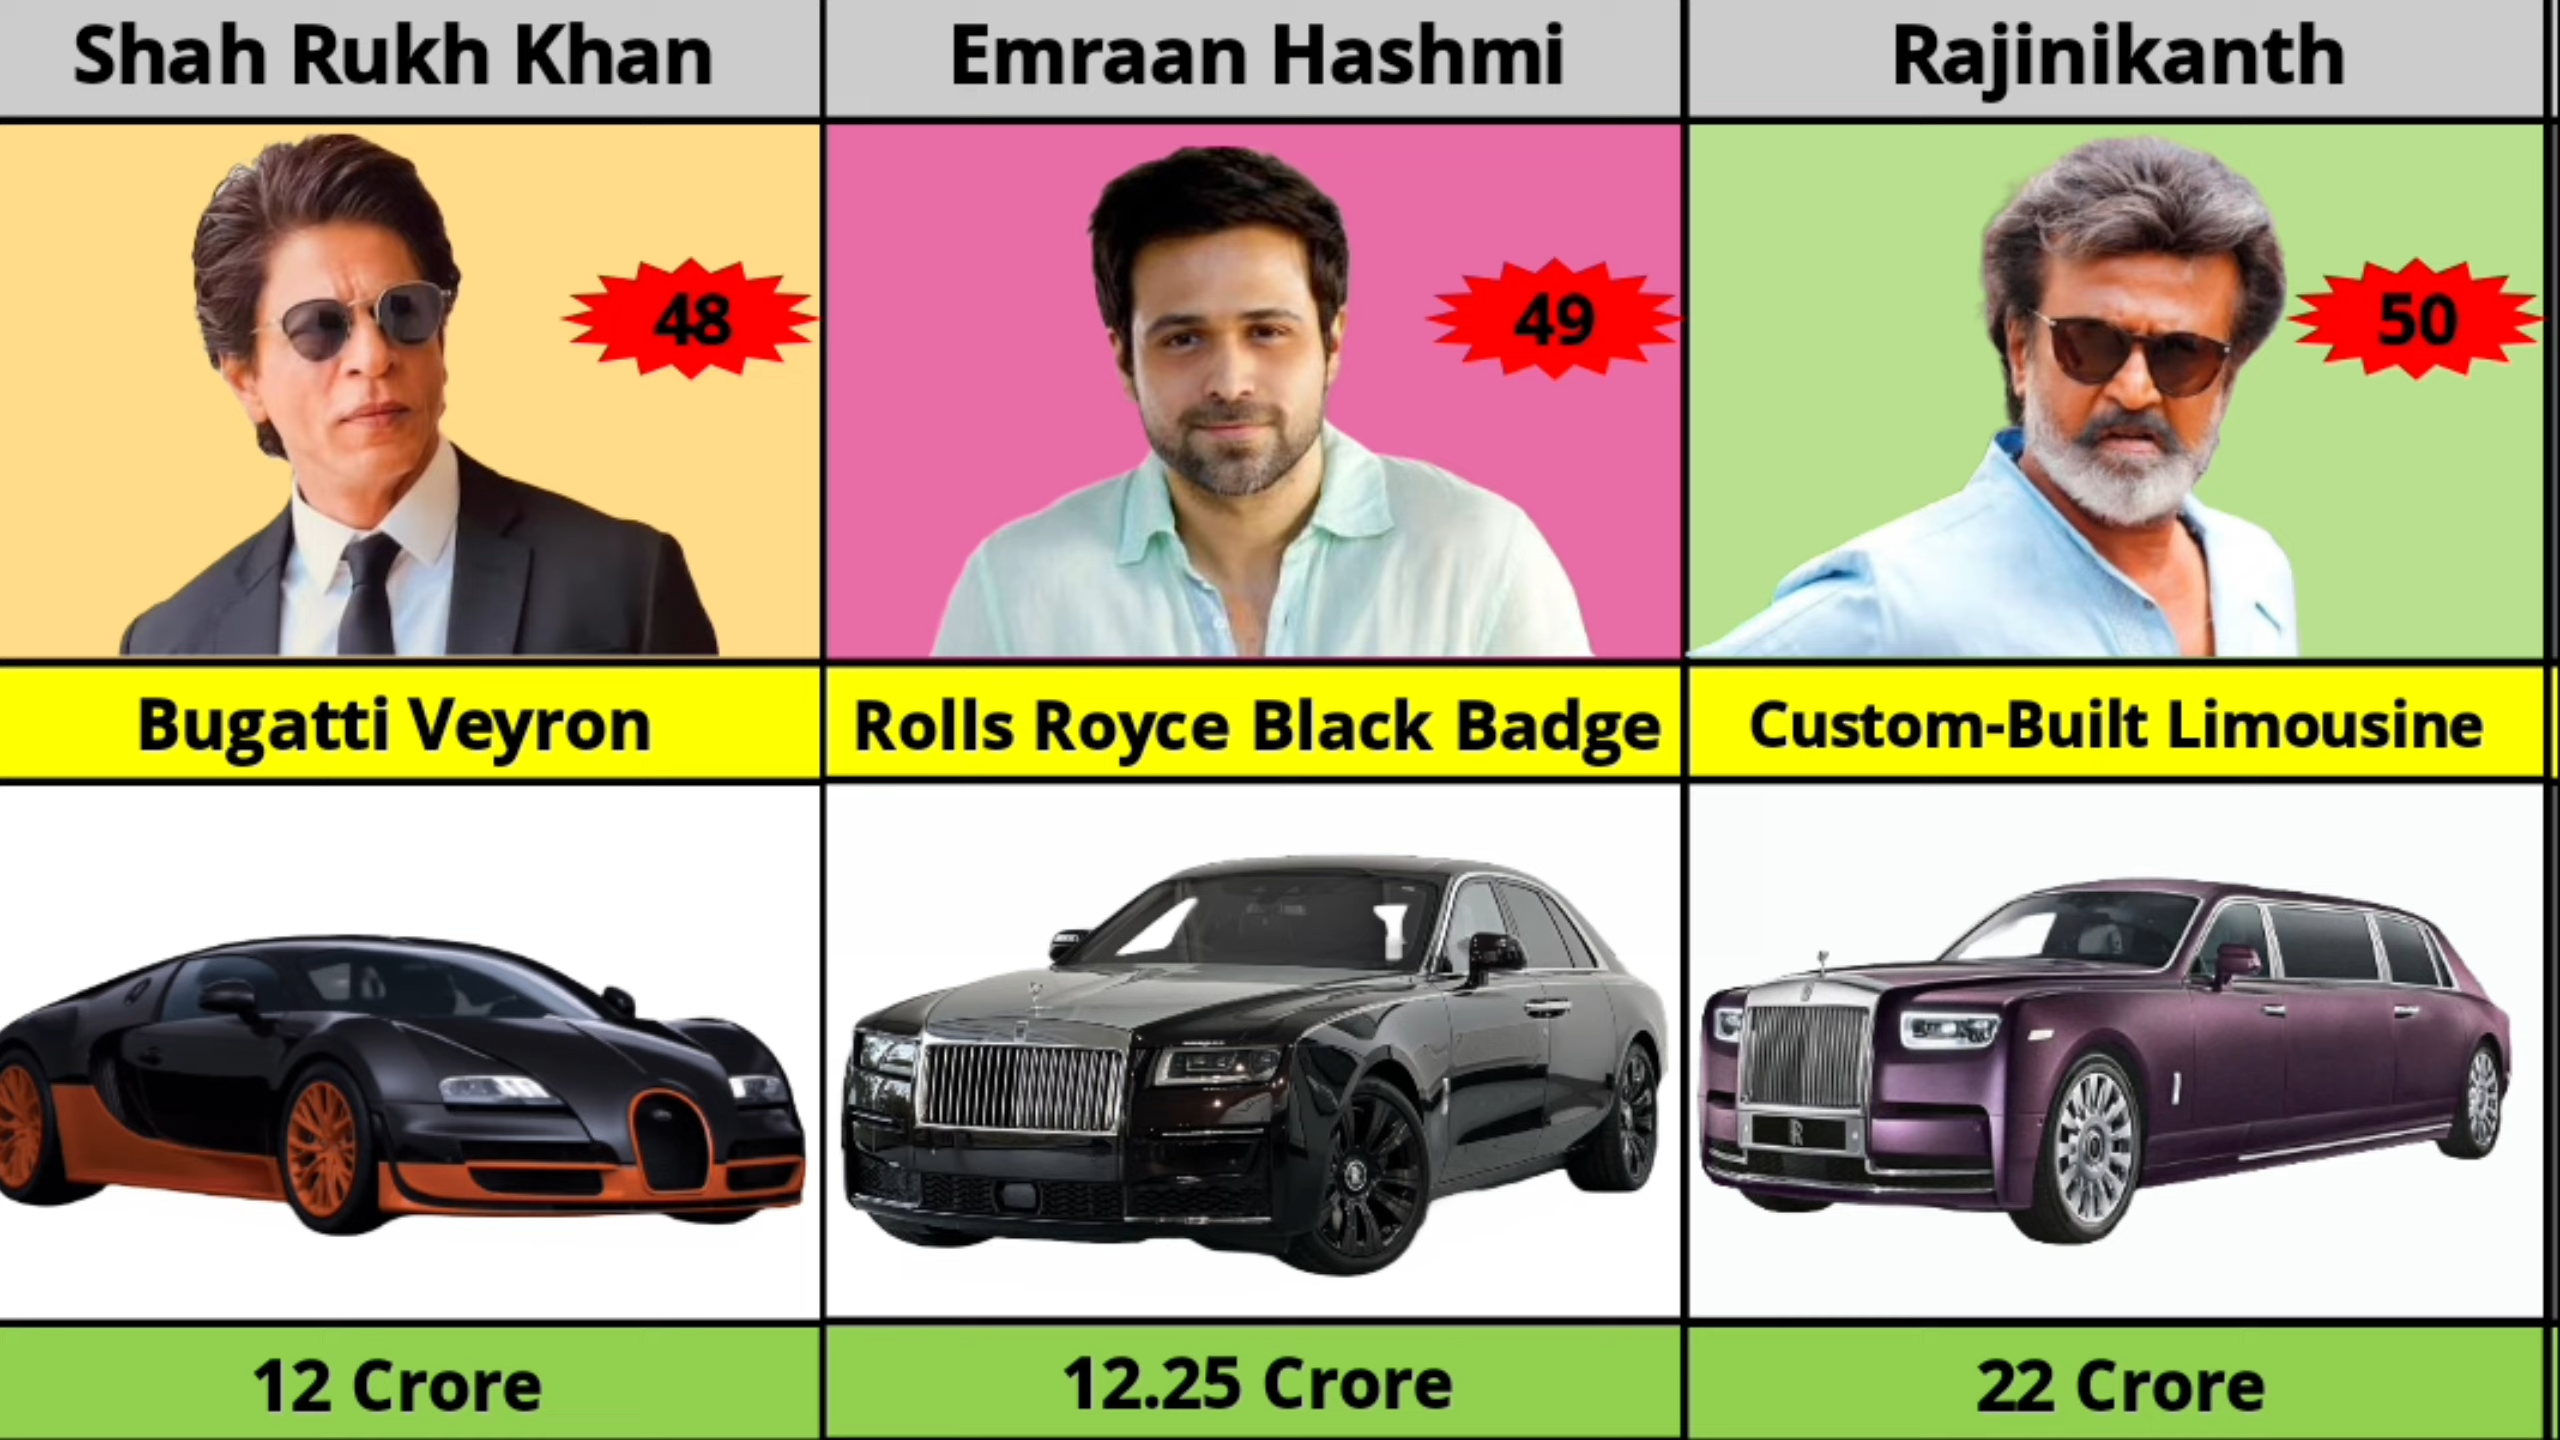 Shah Rukh Khan
Emraan Hashmi
Rajinikanth
48
49
50
Bugatti Veyron
Rolls Royce Black Badge
Custom-Built Limousine
12 Crore
12.25 Crore
22 Crore